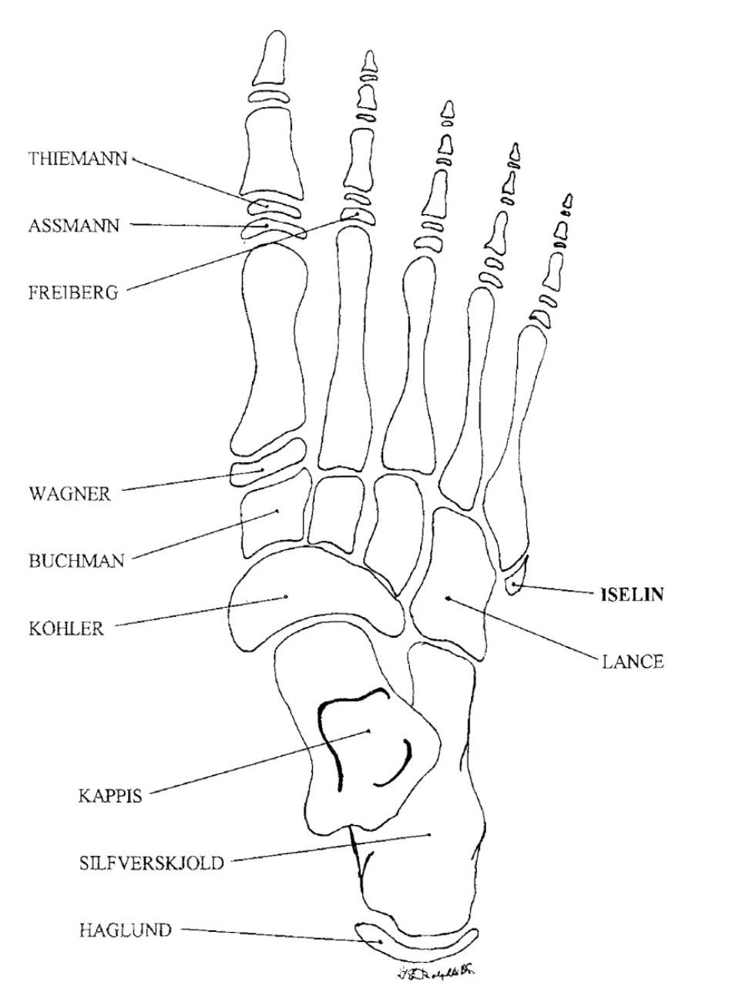 THIEMANN
ASSMANN
FREIBERG
WAGNER
BUCHMAN
KOHLER
ISELIN
LANCE
KAPPIS
SILFVERSKJOLD
HAGLUND